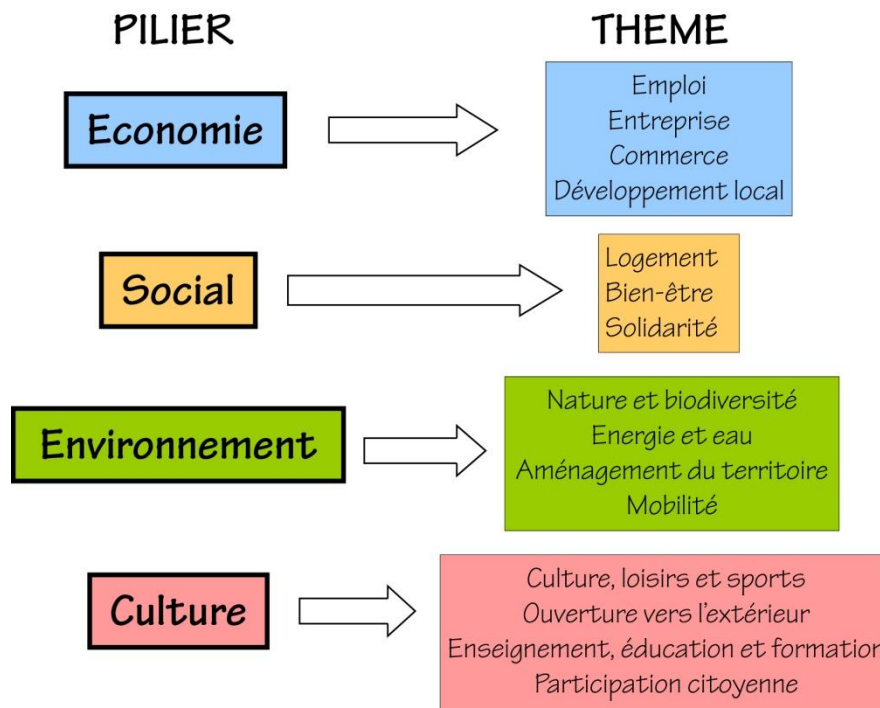 PILIER
THEME
Economie
Emploi
Entreprise
Commerce
Développement local
Social
Logement
Bien-être
Solidarité
Environnement
Nature et biodiversité
Energie et eau
Aménagement du territoire
Mobilité
Culture
Culture, loisirs et sports
Ouverture vers l'extérieur
Enseignement, éducation et formation
Participation citoyenne